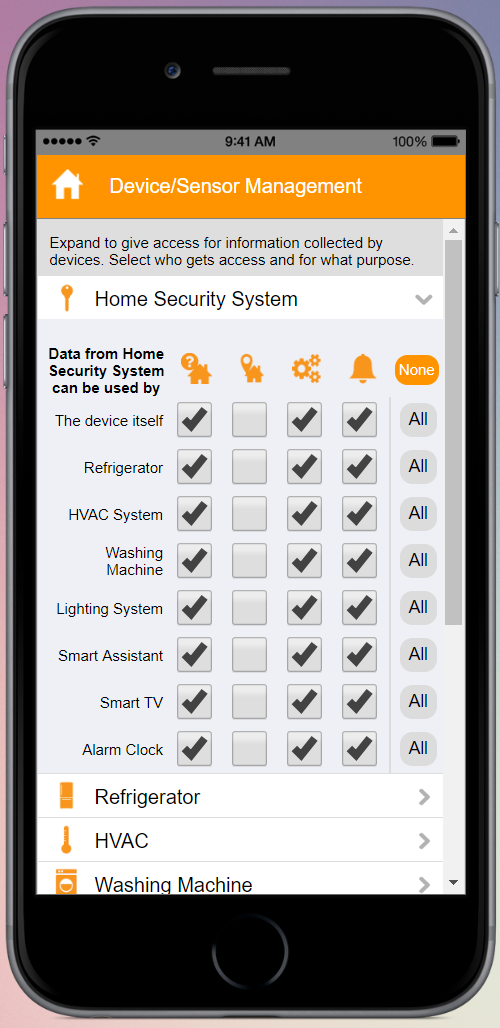 9:41 AM 100%
Device/Sensor Management
Expand to give access for information collected by
devices. Select who gets access and for what purpose.
Home Security System
Data from Home
Security System
can be used by
?
None
The device itself All
Refrigerator All
HVAC System All
Washing
Machine All
Lighting System All
Smart Assistant All
Smart TV All
Alarm Clock All
Refrigerator
HVAC
Washing Machine